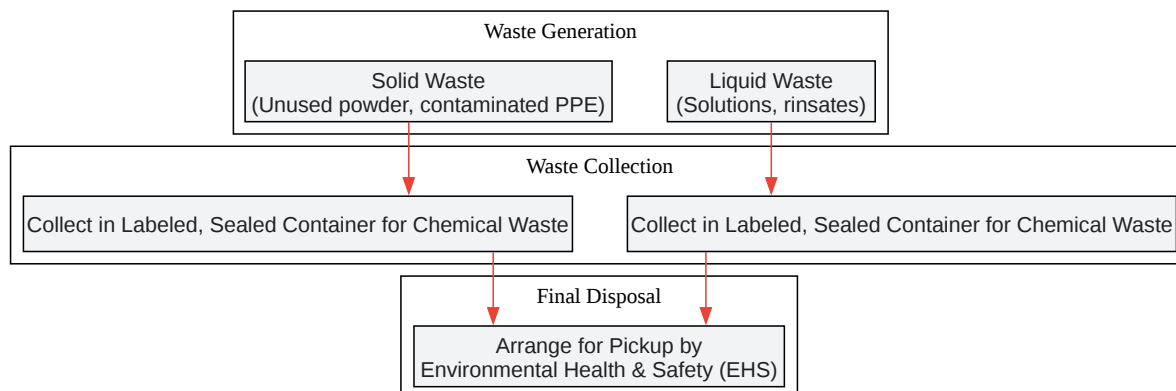 Waste Generation
Solid Waste
(Unused powder, contaminated PPE)
Liquid Waste
(Solutions, rinsates)
Waste Collection
Collect in Labeled, Sealed Container for Chemical Waste
Collect in Labeled, Sealed Container for Chemical Waste
Final Disposal
Arrange for Pickup by
Environmental Health & Safety (EHS)